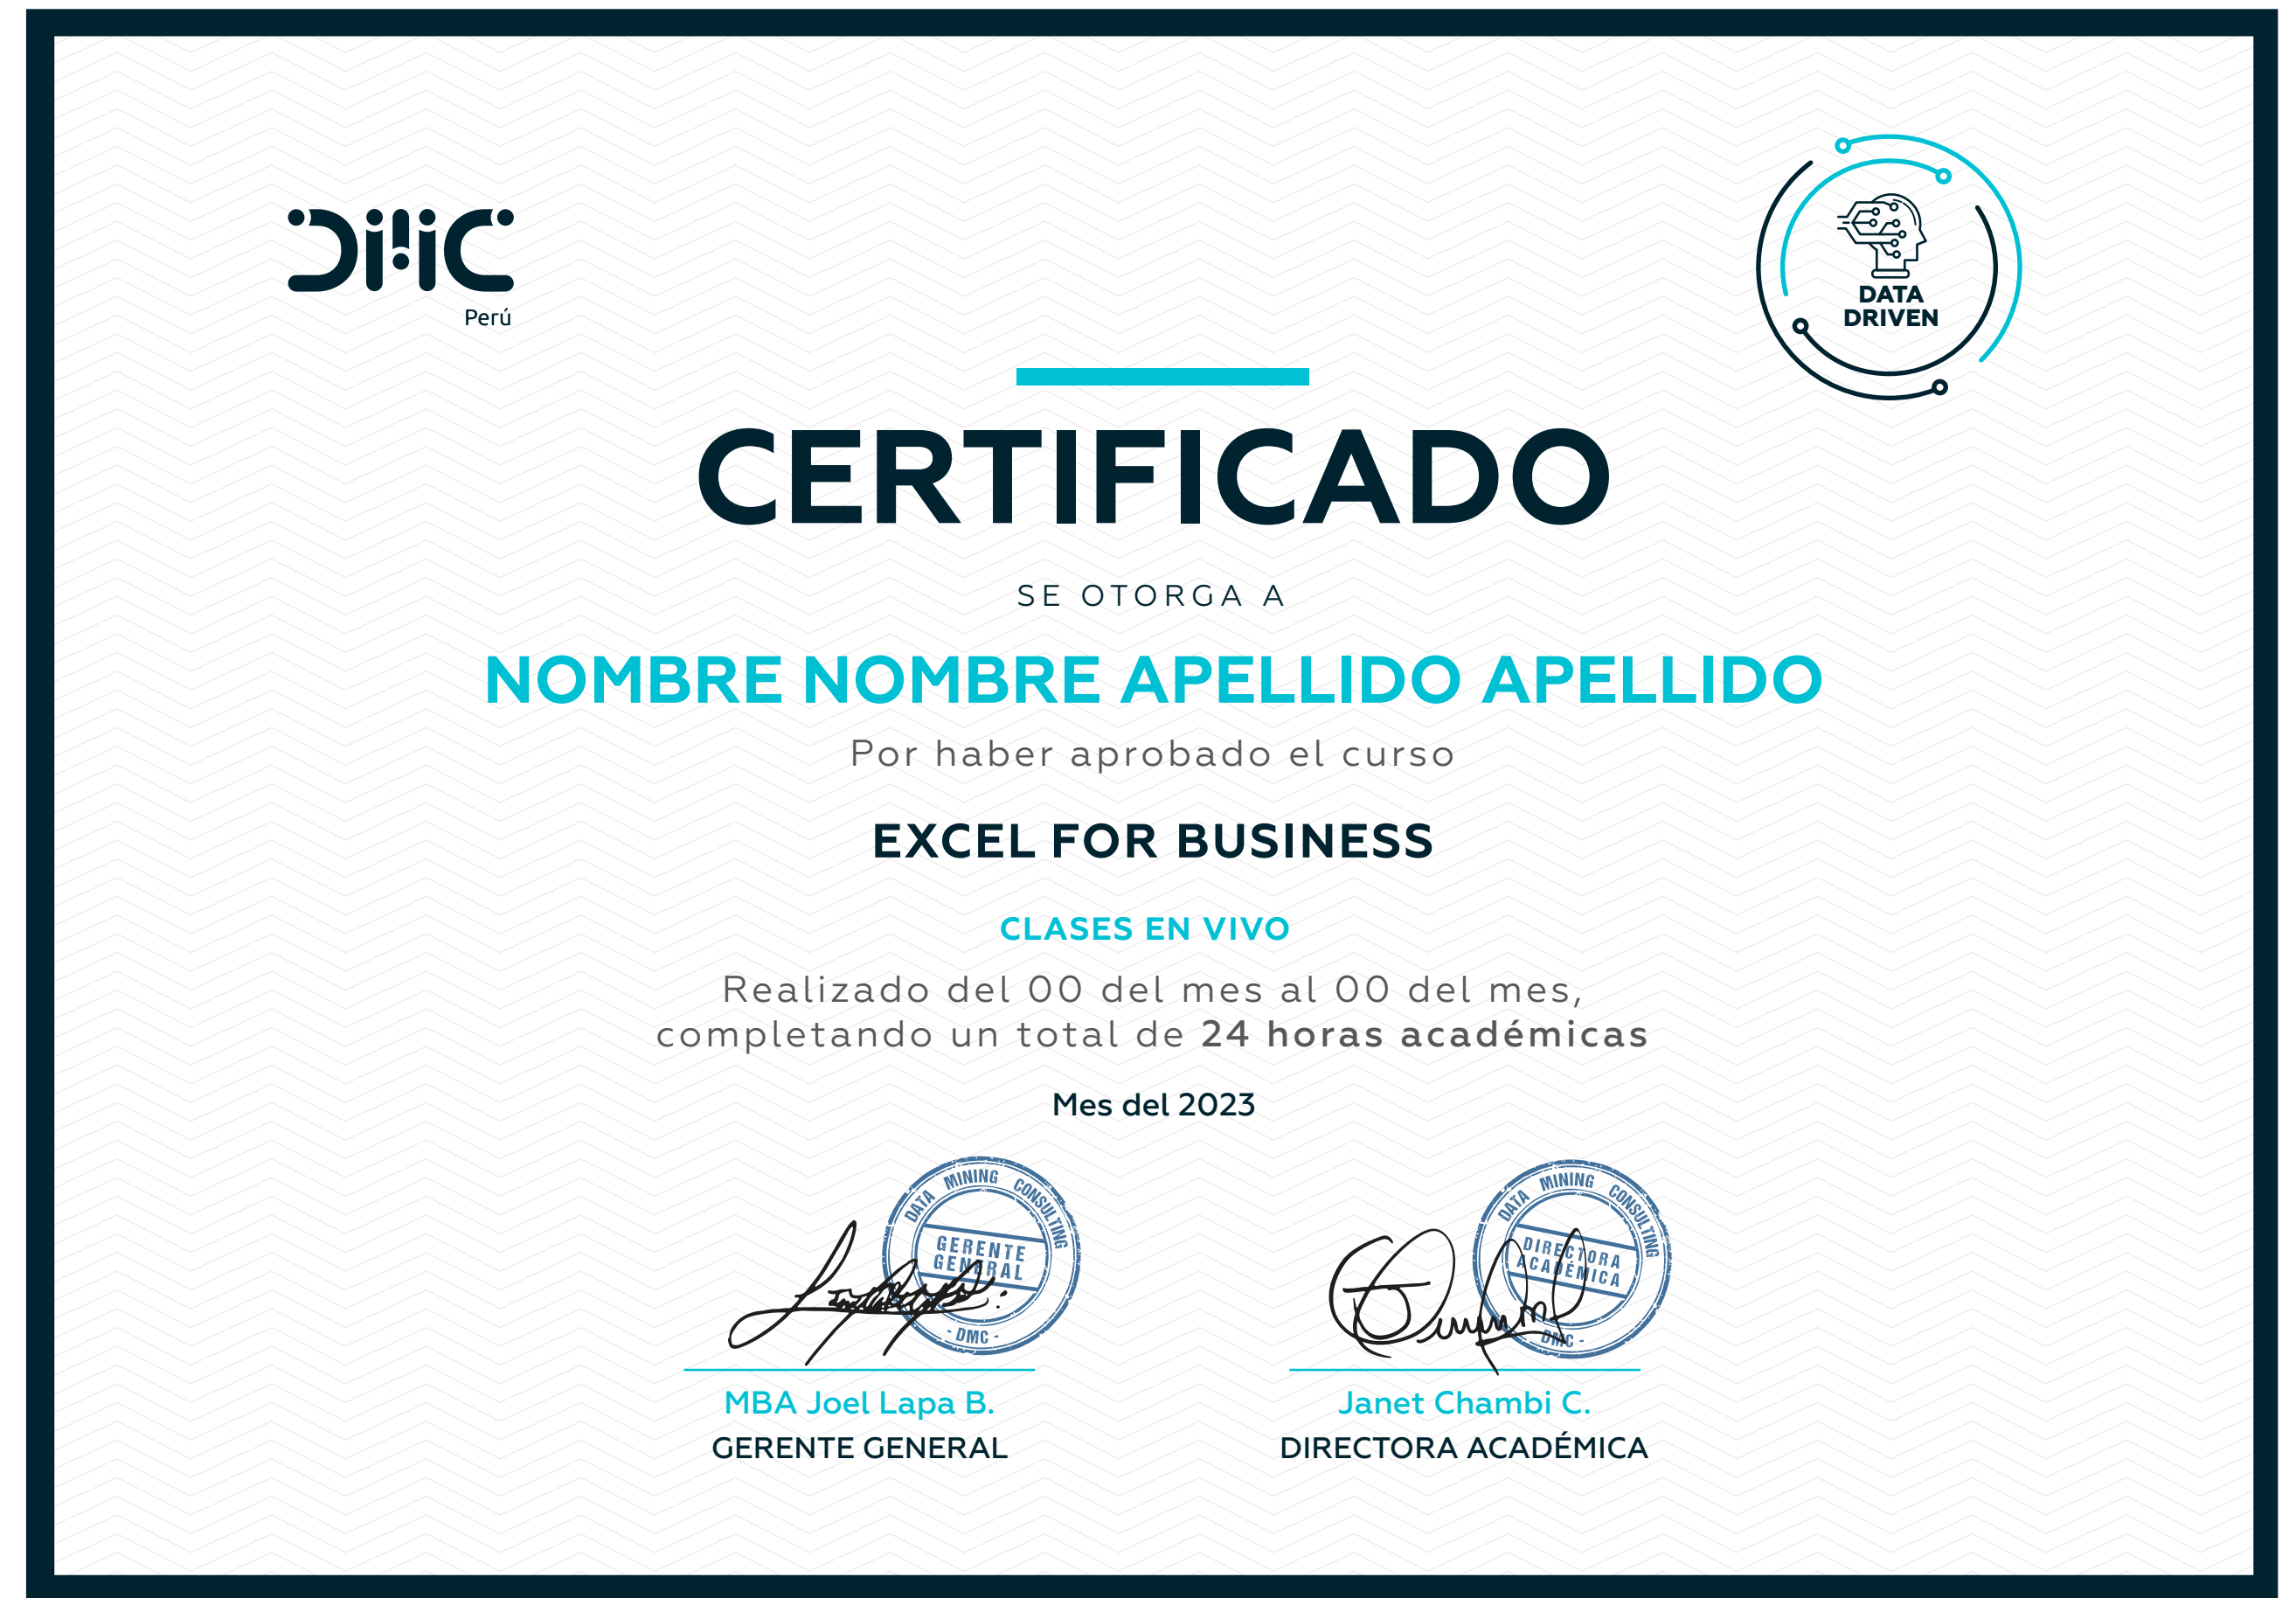 DMC
Perú
DATA
DRIVEN
CERTIFICADO
SE OTORGA A
NOMBRE NOMBRE APELLIDO APELLIDO
Por haber aprobado el curso
EXCEL FOR BUSINESS
CLASES EN VIVO
Realizado del 00 del mes al 00 del mes,
completando un total de 24 horas académicas
Mes del 2023
DATA MINING CONSULTING
GERENTE
GENERAL
- DMC -
DATA MINING CONSULTING
DIRECTORA
ACADÉMICA
- DMC -
MBA Joel Lapa B.
GERENTE GENERAL
Janet Chambi C.
DIRECTORA ACADÉMICA